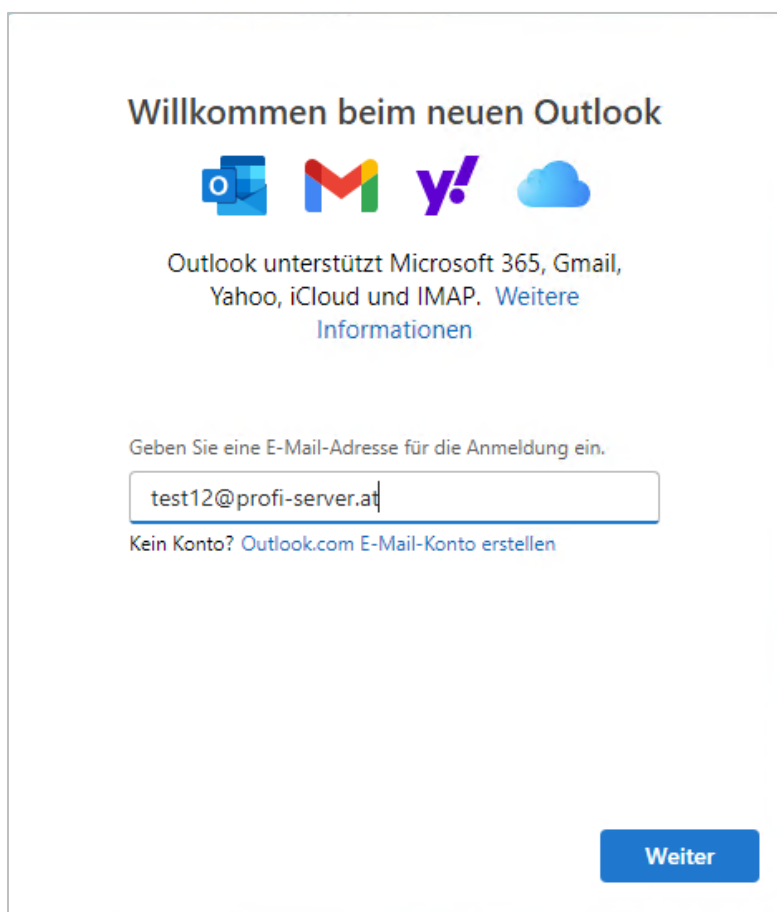 Willkommen beim neuen Outlook
O
y!
Outlook unterstützt Microsoft 365, Gmail,
Yahoo, iCloud und IMAP. Weitere
Informationen
Geben Sie eine E-Mail-Adresse für die Anmeldung ein.
test12@profi-server.at
Kein Konto? Outlook.com E-Mail-Konto erstellen
Weiter